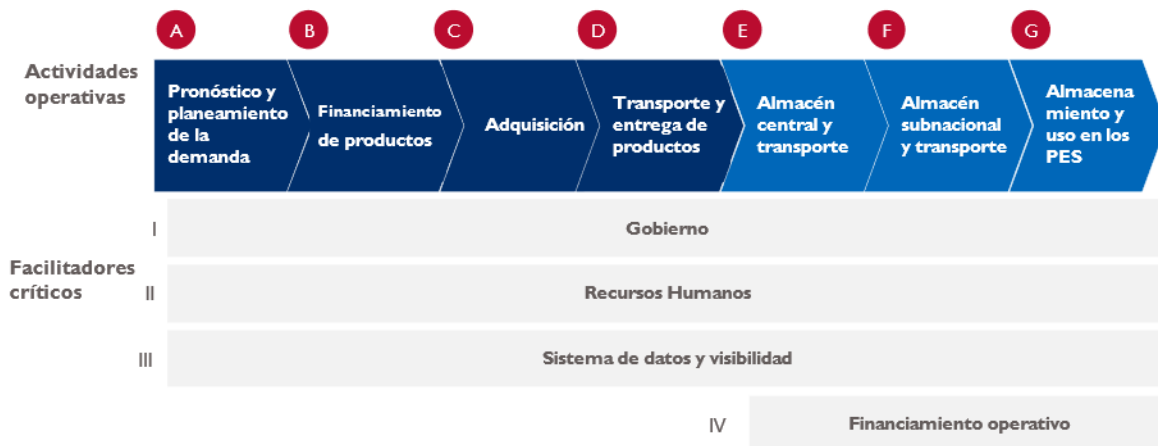 A
B
C
D
E
F
G
Actividades
operativas
Pronóstico y
planeamiento
de la
demanda
Financiamiento
de productos
Adquisición
Transporte y
entrega de
productos
Almacén
central y
transporte
Almacén
subnacional
y transporte
Almacena
miento y
uso en los
PES
Facilitadores
críticos
I
Gobierno
II
Recursos Humanos
III
Sistema de datos y visibilidad
IV
Financiamiento operativo